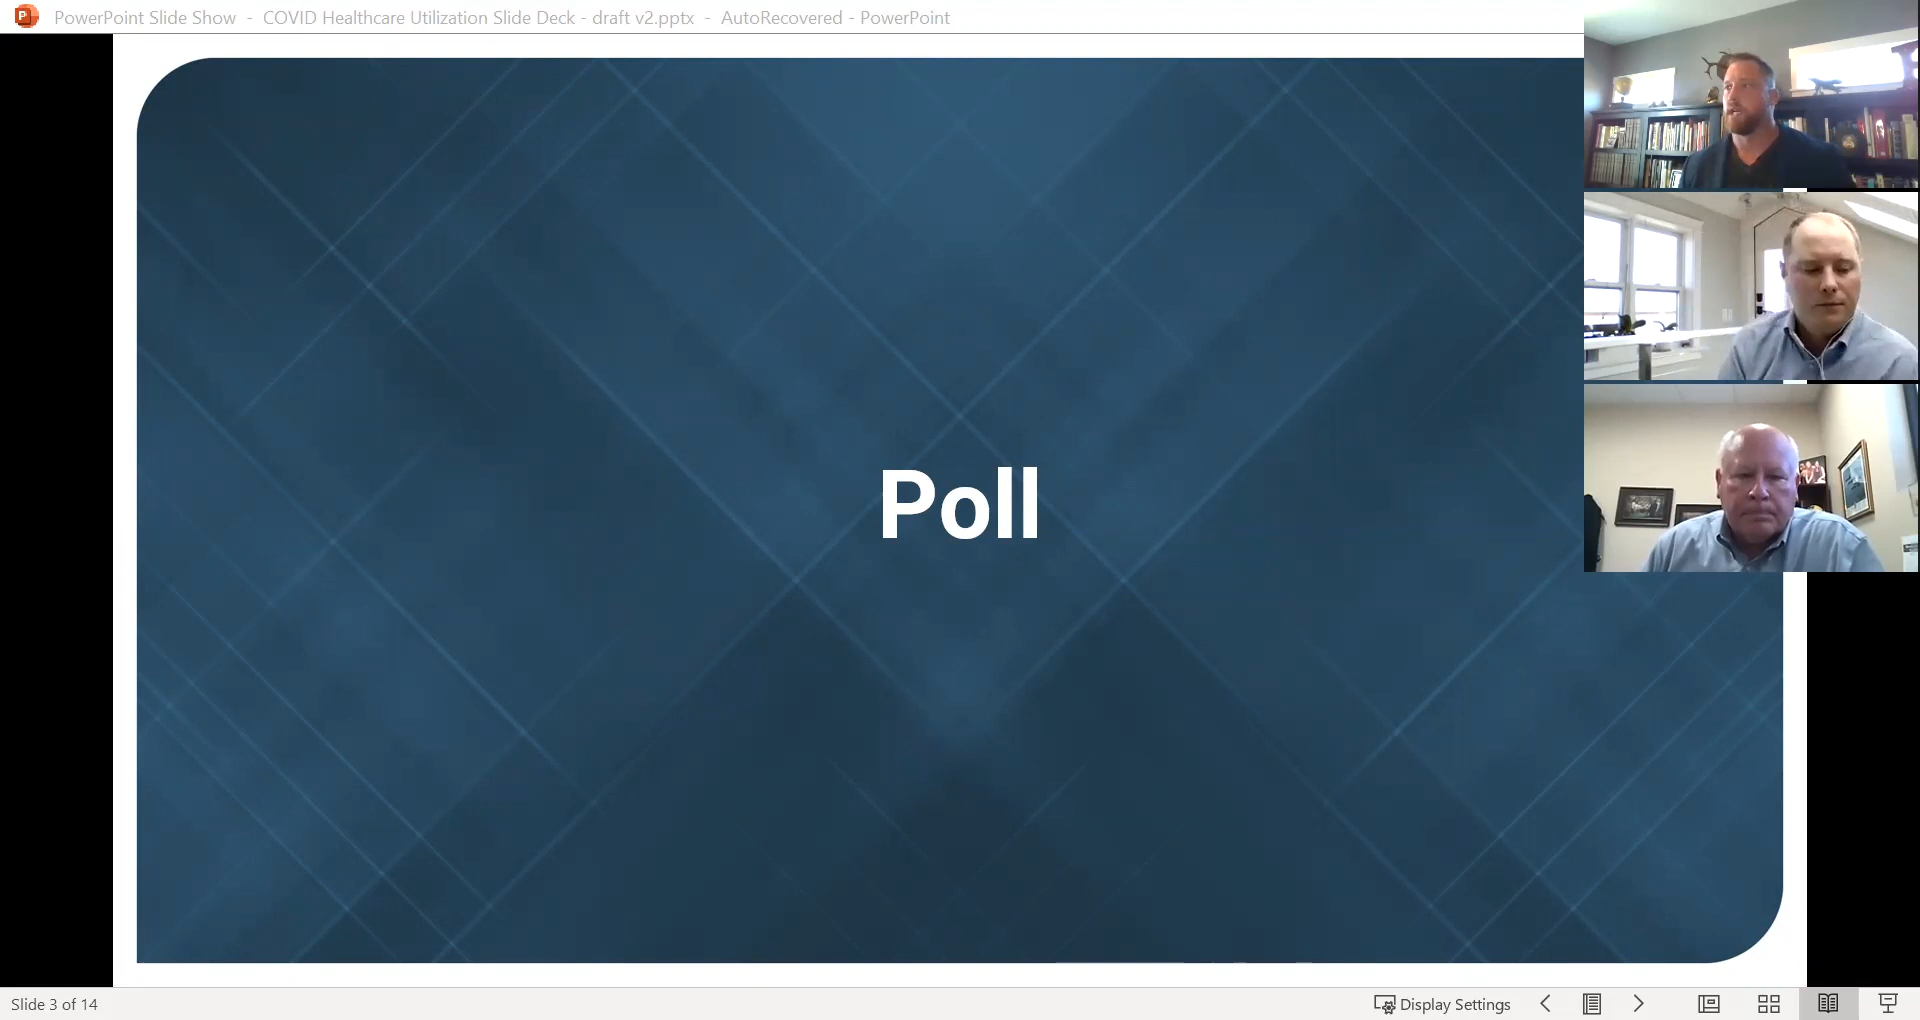 PowerPoint Slide Show - COVID Healthcare Utilization Slide Deck - draft v2.pptx - AutoRecovered - PowerPoint
Poll
Slide 3 of 14
Display Settings